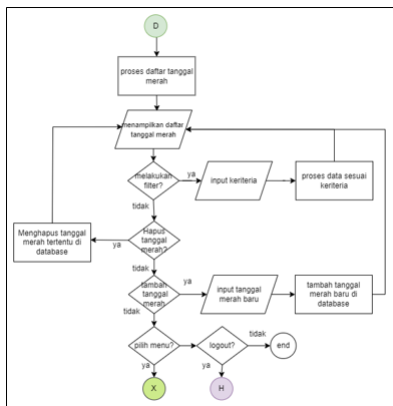 D
proses daftar tanggal
merah
menampilkan daftar
tanggal merah
melakukan
filter?
ya
input keriteria
proses data sesuai
keriteria
tidak
Hapus
tanggal
merah?
ya
Menghapus tanggal
merah tertentu di
database
tidak
tambah
tanggal
merah
ya
input tanggal
merah baru
tambah tanggal
merah baru di
database
tidak
pilih menu?
logout?
tidak
end
ya
ya
X
H